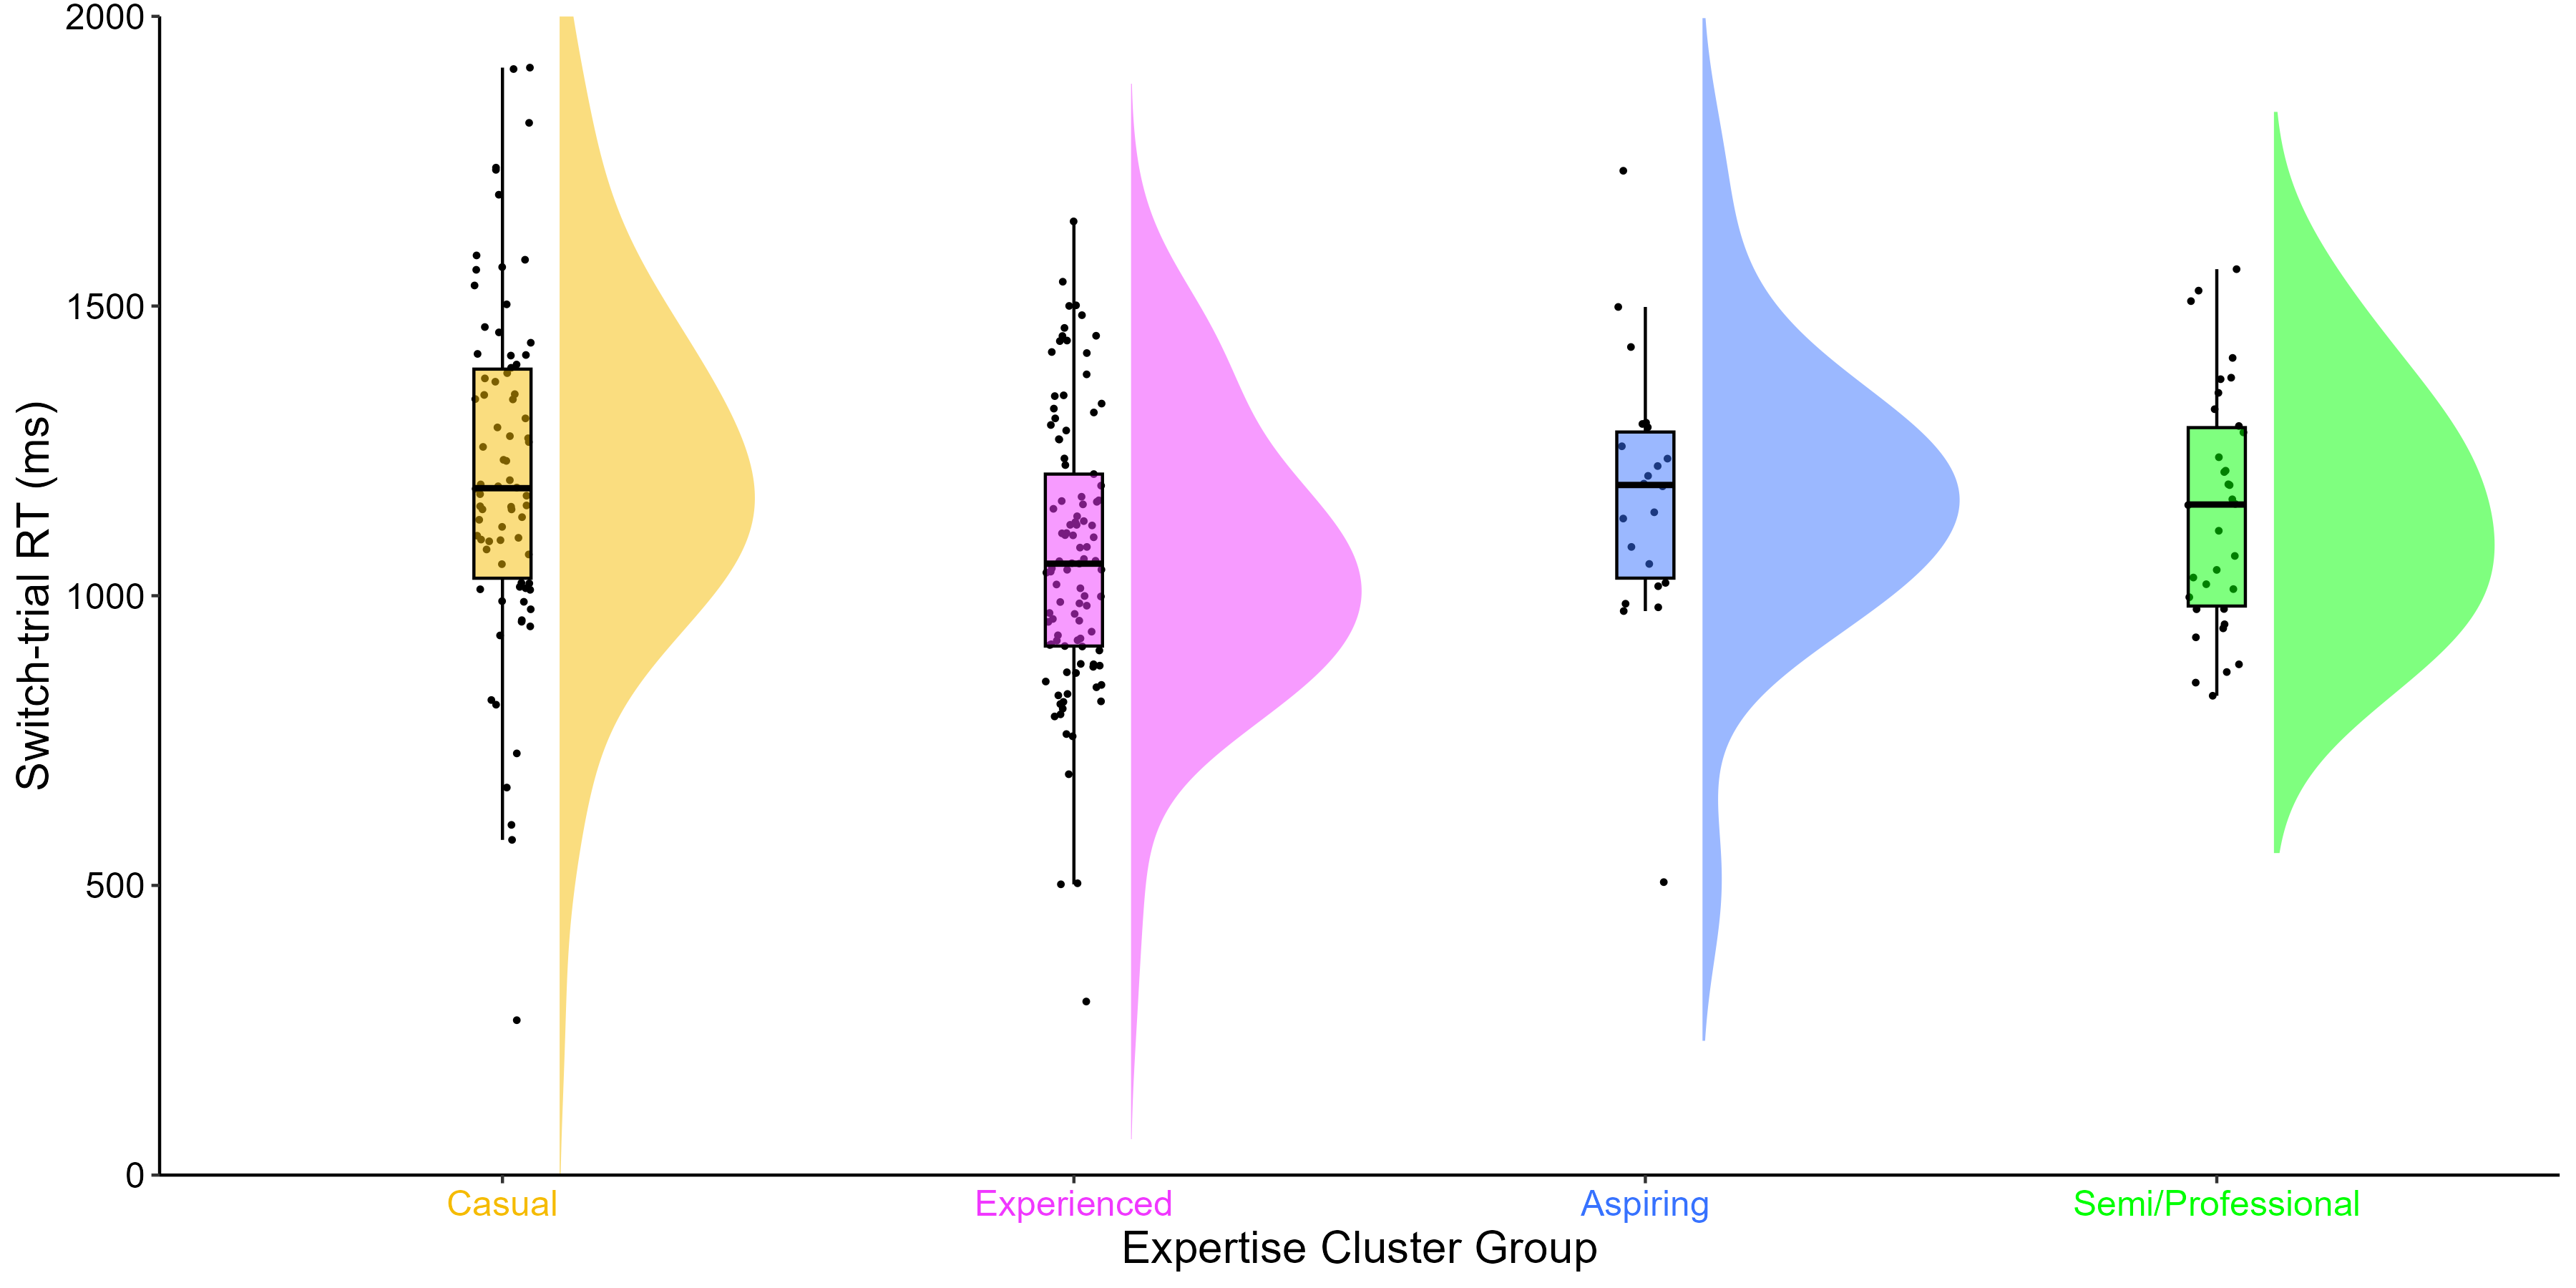 Switch-trial RT (ms)
2000
1500
1000
500
0
Casual Experienced Aspiring Semi/Professional
Expertise Cluster Group